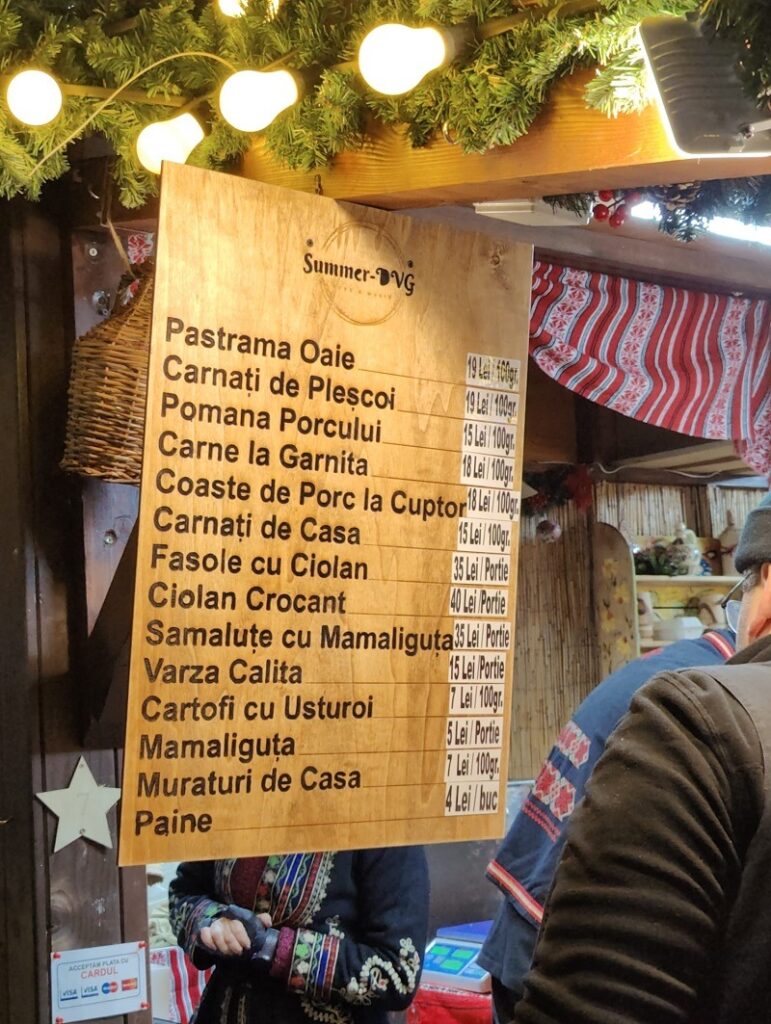 Summer-DVG
Pastrama Oaie 19 Lei / 100gr.
Carnați de Pleșcoi 19 Lei / 100gr.
Pomana Porcului 15 Lei / 100gr.
Carne la Garnita 18 Lei / 100gr.
Coaste de Porc la Cuptor 18 Lei / 100gr.
Carnați de Casa 15 Lei / 100gr.
Fasole cu Ciolan 35 Lei /Portie
Ciolan Crocant 40 Lei /Portie
Samaluțe cu Mamaliguța 35 Lei /Portie
Varza Calita 15 Lei /Portie
Cartofi cu Usturoi 7 Lei / 100gr.
Mamaliguța 5 Lei / Portie
Muraturi de Casa 7 Lei / 100gr.
Paine 4 Lei / buc
ACCEPTĂM PLATA CU
CARDUL
VISA VISA